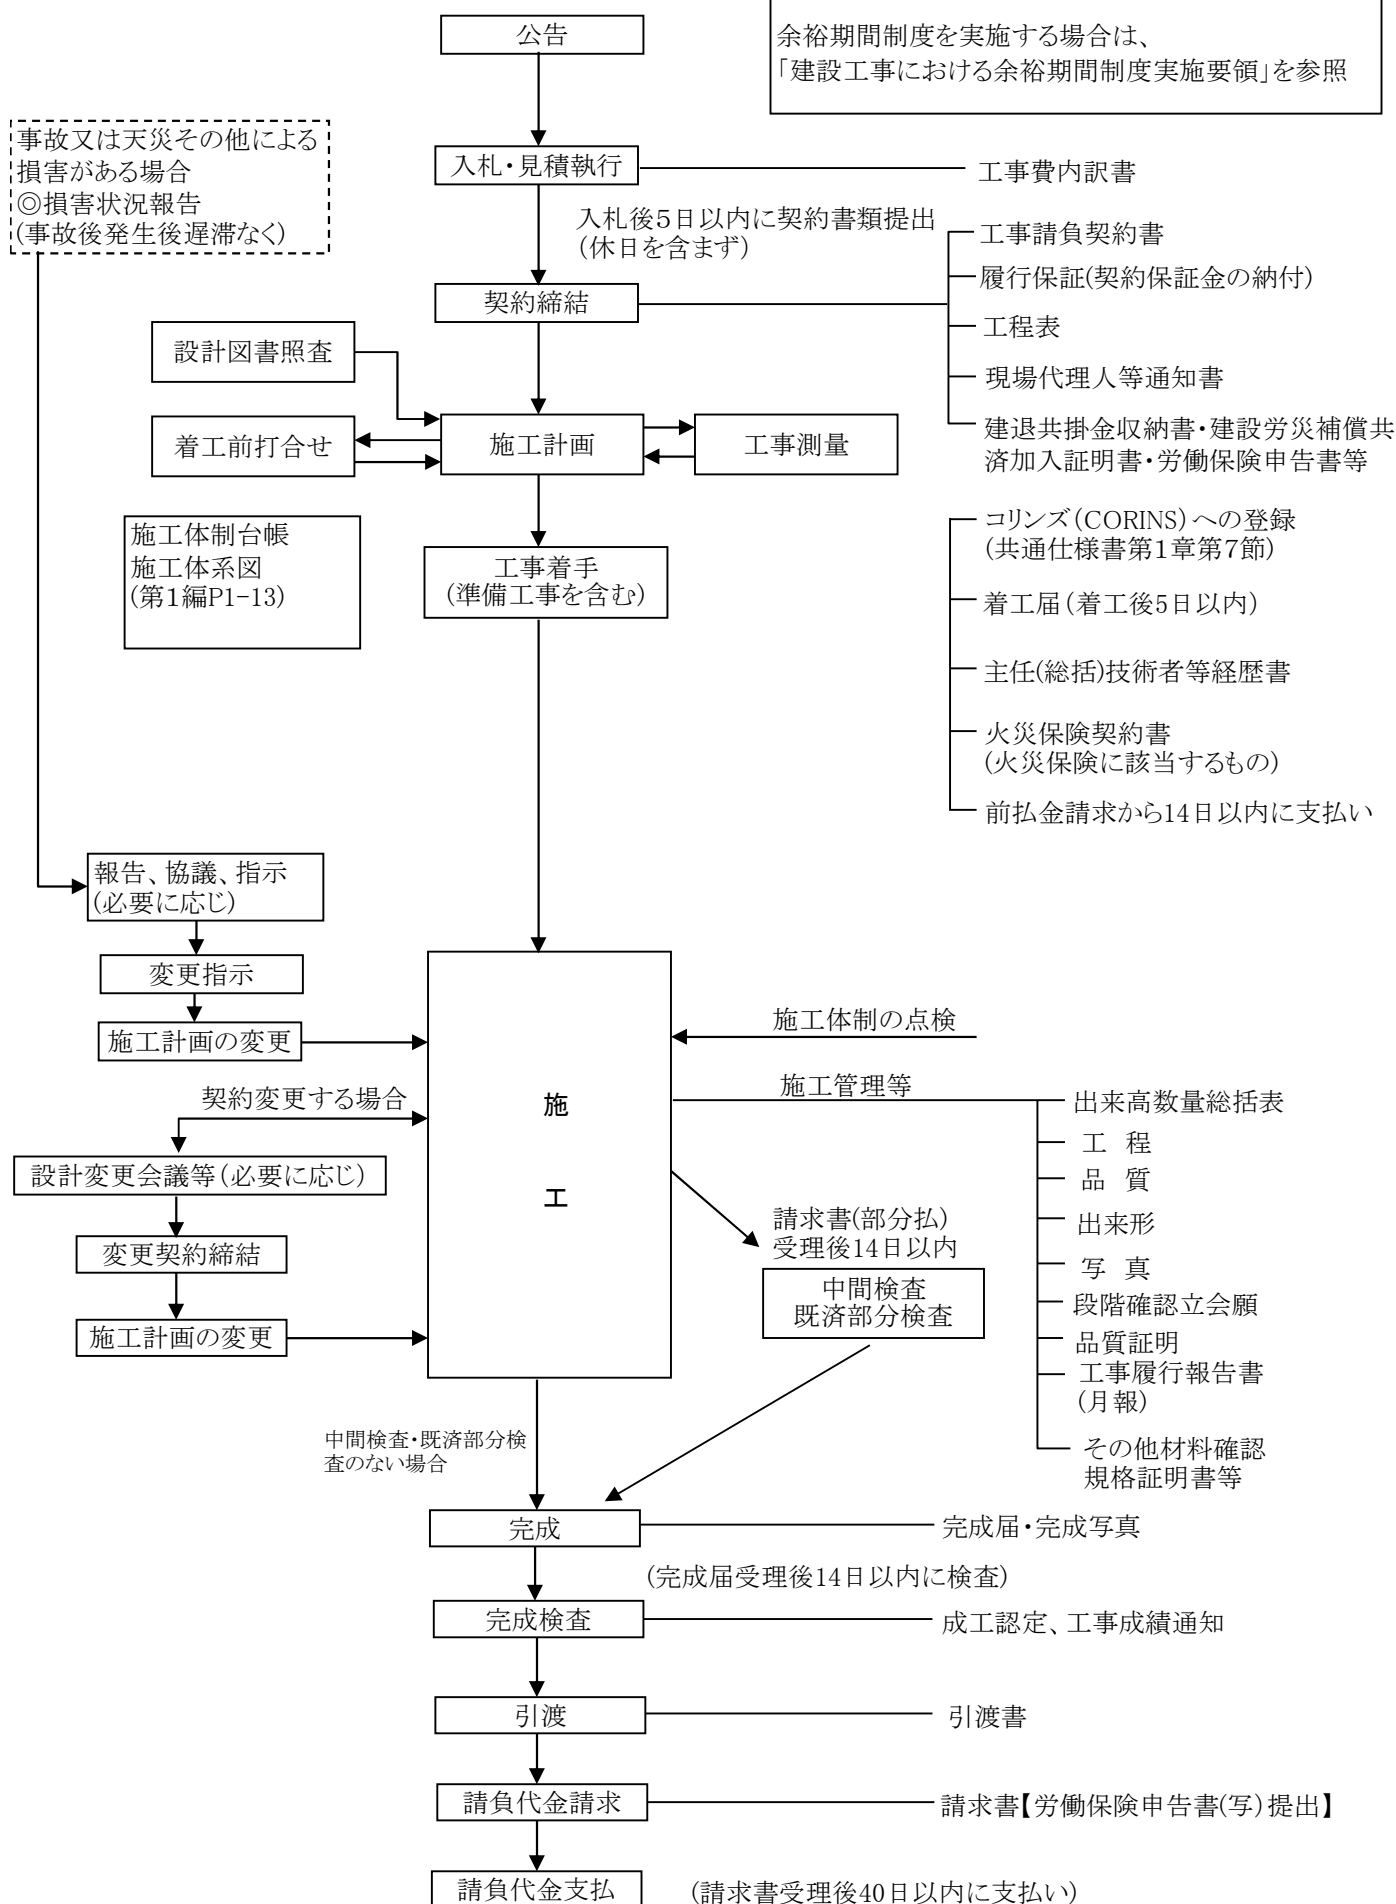 公告
余裕期間制度を実施する場合は、
「建設工事における余裕期間制度実施要領」を参照
事故又は天災その他による
損害がある場合
◎損害状況報告
(事故後発生後遅滞なく)
入札・見積執行
工事費内訳書
入札後５日以内に契約書類提出
(休日を含まず)
契約締結
工事請負契約書
履行保証(契約保証金の納付)
工程表
現場代理人等通知書
建退共掛金収納書・建設労災補償共
済加入証明書・労働保険申告書等
設計図書照査
着工前打合せ
施工計画
工事測量
施工体制台帳
施工体系図
(第１編P1-13)
工事着手
(準備工事を含む)
コリンズ(CORINS)への登録
(共通仕様書第１章第７節)
着工届(着工後5日以内)
主任(総括)技術者等経歴書
火災保険契約書
(火災保険に該当するもの)
前払金請求から14日以内に支払い
報告、協議、指示
(必要に応じ)
変更指示
施工計画の変更
契約変更する場合
設計変更会議等(必要に応じ)
変更契約締結
施工計画の変更
施
工
施工体制の点検
施工管理等
出来高数量総括表
工　程
品　質
出来形
写　真
段階確認立会願
品質証明
工事履行報告書
(月報)
その他材料確認
規格証明書等
請求書(部分払)
受理後14日以内
中間検査
既済部分検査
中間検査・既済部分検
査のない場合
完成
完成届・完成写真
(完成届受理後14日以内に検査)
完成検査
成工認定、工事成績通知
引渡
引渡書
請負代金請求
請求書【労働保険申告書(写)提出】
請負代金支払
(請求書受理後40日以内に支払い)